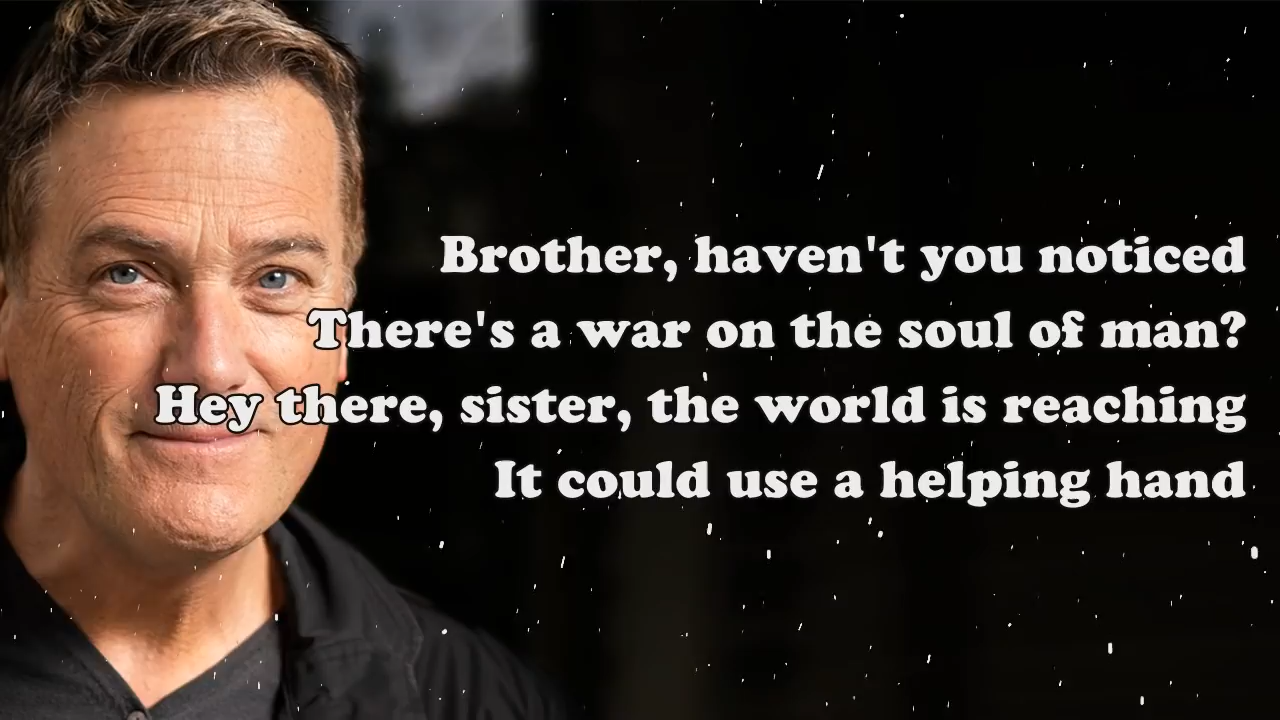 Brother, haven't you noticed
There's a war on the soul of man?
Hey there, sister, the world is reaching
It could use a helping hand